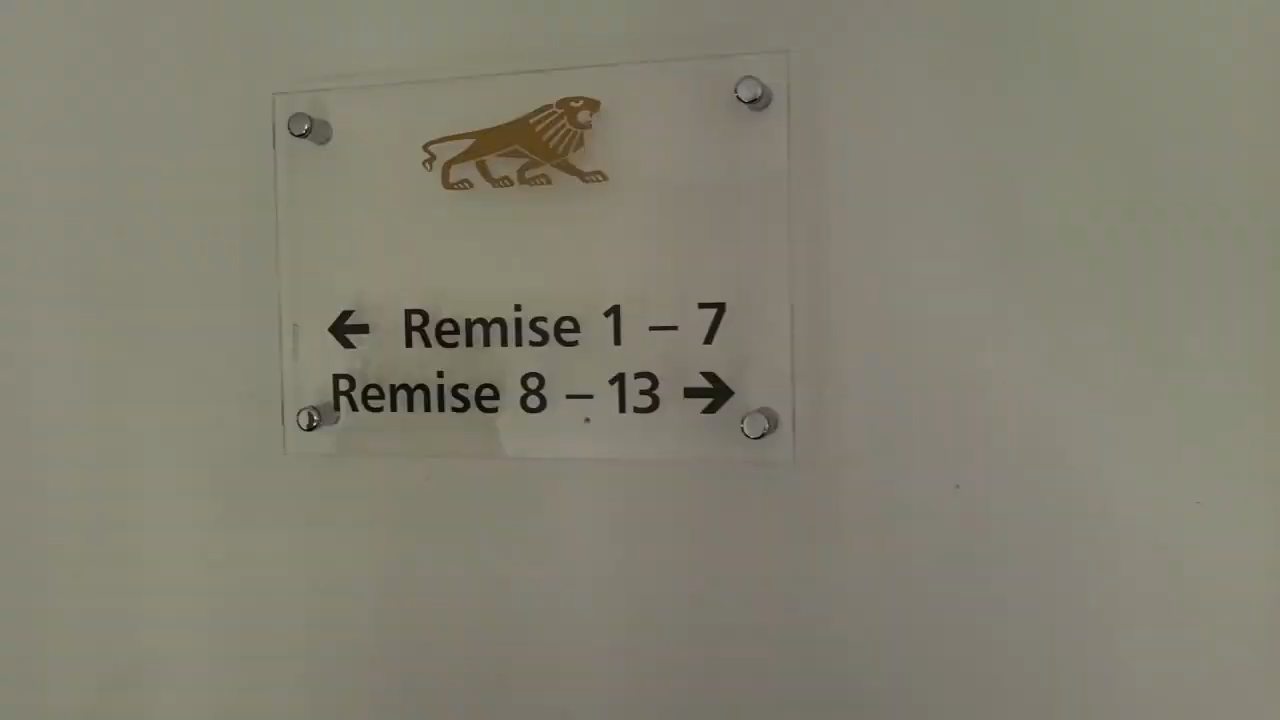 ← Remise 1 – 7
Remise 8 – 13 →